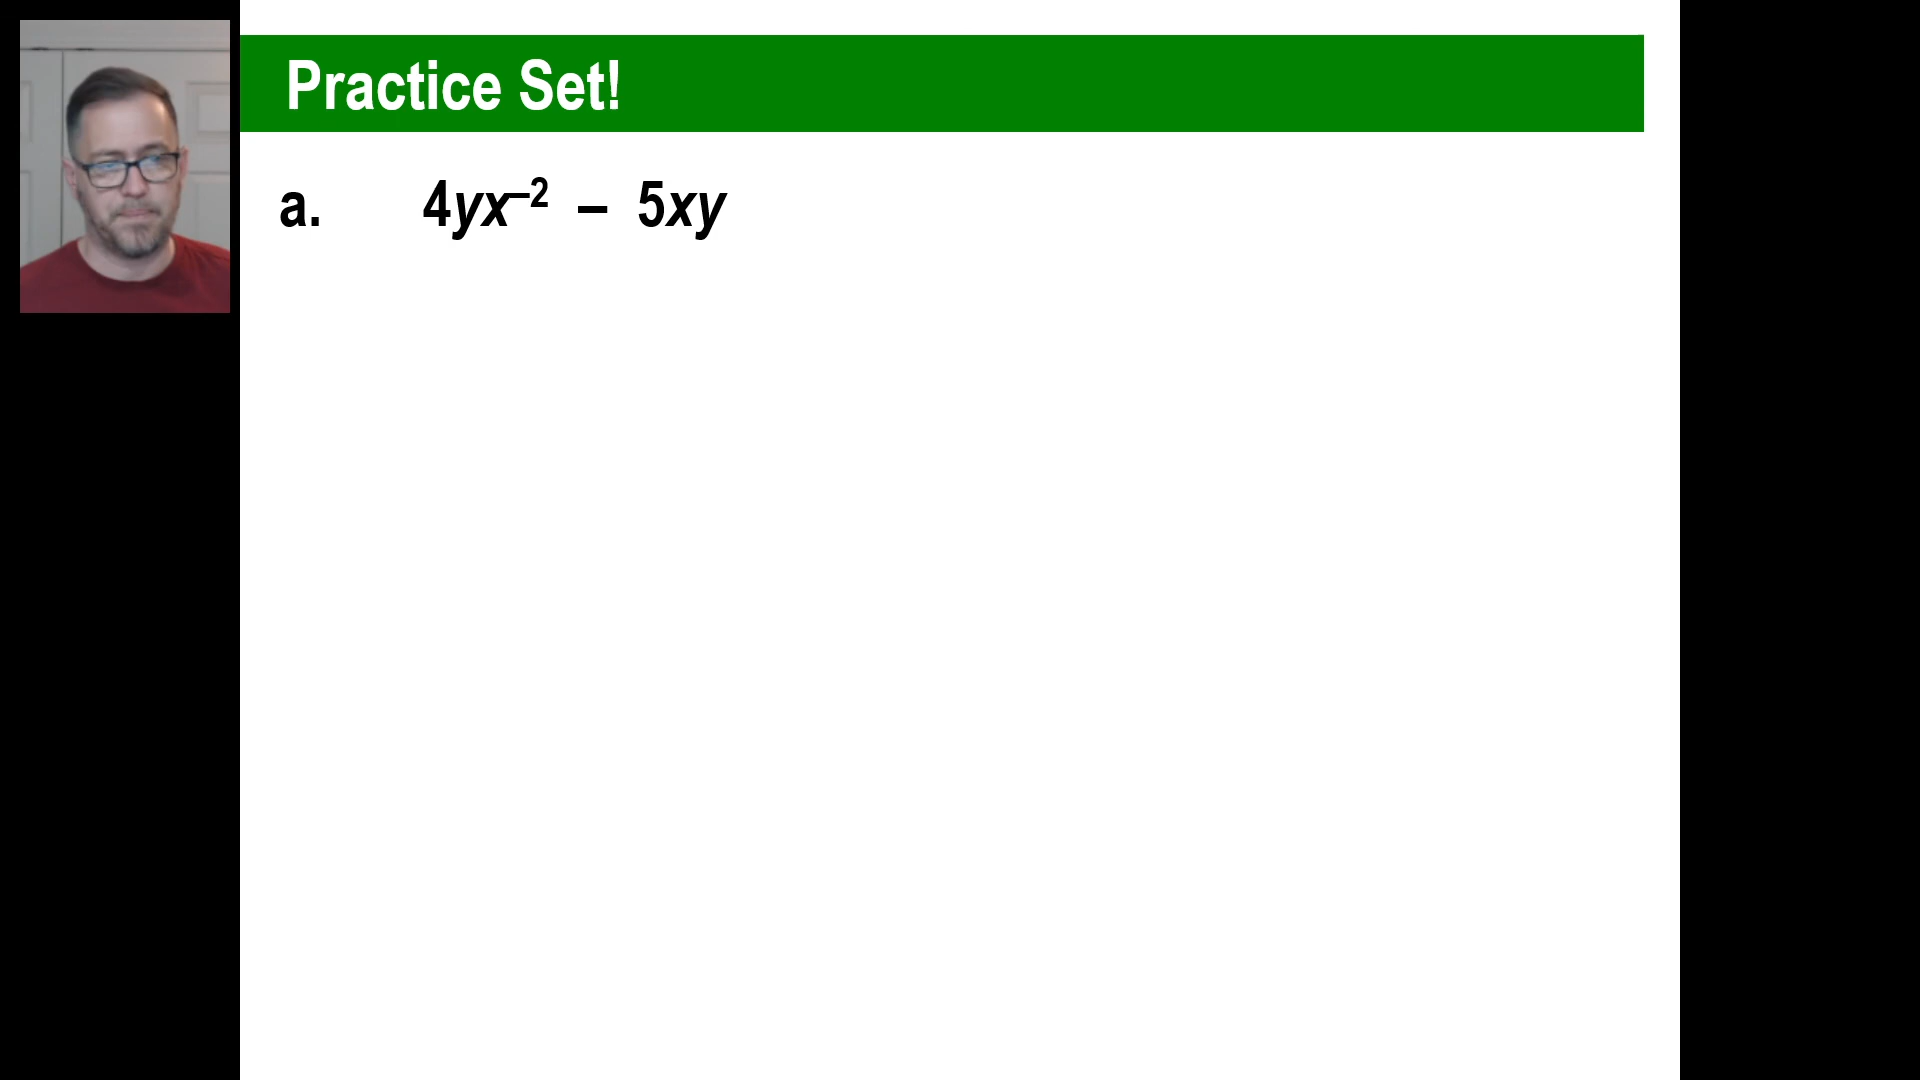 Practice Set!
a. 4yx⁻² – 5xy